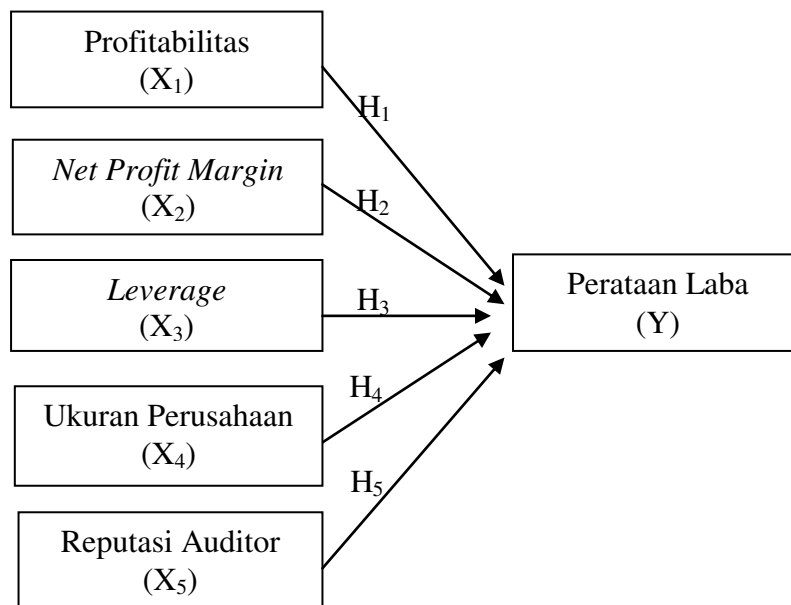 Profitabilitas
(X₁)
H₁
Net Profit Margin
(X₂)
H₂
Leverage
(X₃)
H₃
Perataan Laba
(Y)
Ukuran Perusahaan
(X₄)
H₄
Reputasi Auditor
(X₅)
H₅